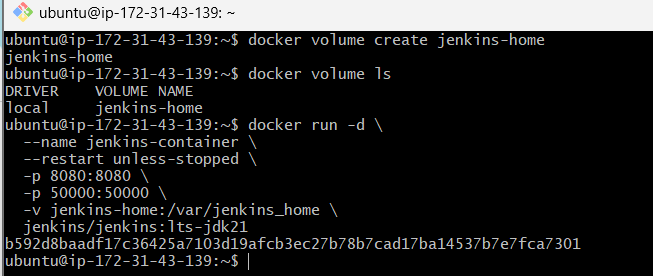 ubuntu@ip-172-31-43-139: ~
ubuntu@ip-172-31-43-139:~$ docker volume create jenkins-home
jenkins-home
ubuntu@ip-172-31-43-139:~$ docker volume ls
DRIVER    VOLUME NAME
local     jenkins-home
ubuntu@ip-172-31-43-139:~$ docker run -d \
  --name jenkins-container \
  --restart unless-stopped \
  -p 8080:8080 \
  -p 50000:50000 \
  -v jenkins-home:/var/jenkins_home \
  jenkins/jenkins:lts-jdk21
b592d8baadf17c36425a7103d19afcb3ec27b78b7cad17ba14537b7e7fca7301
ubuntu@ip-172-31-43-139:~$